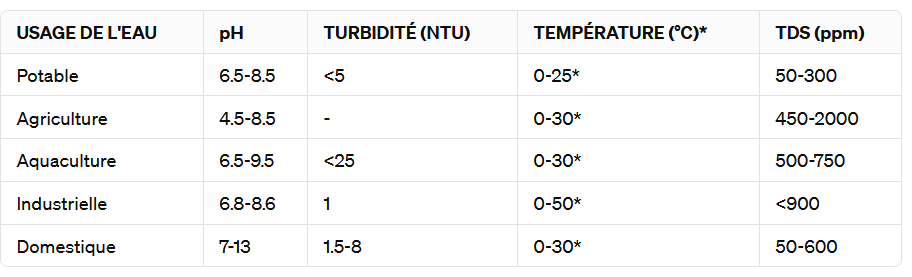 USAGE DE L'EAU pH TURBIDITÉ (NTU) TEMPÉRATURE (°C)* TDS (ppm)
Potable 6.5-8.5 <5 0-25* 50-300
Agriculture 4.5-8.5 - 0-30* 450-2000
Aquaculture 6.5-9.5 <25 0-30* 500-750
Industrielle 6.8-8.6 1 0-50* <900
Domestique 7-13 1.5-8 0-30* 50-600